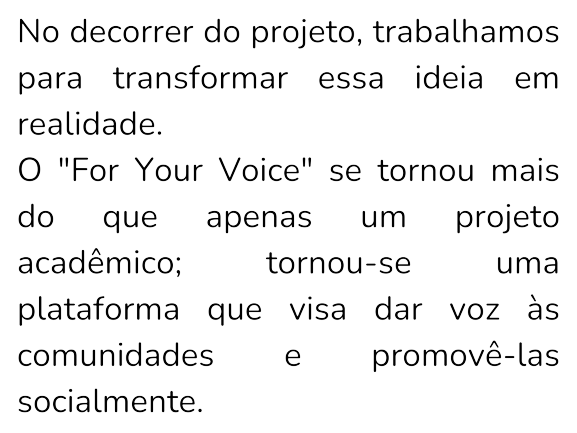 No decorrer do projeto, trabalhamos
para transformar essa ideia em
realidade.
O "For Your Voice" se tornou mais
do que apenas um projeto
acadêmico; tornou-se uma
plataforma que visa dar voz às
comunidades e promovê-las
socialmente.